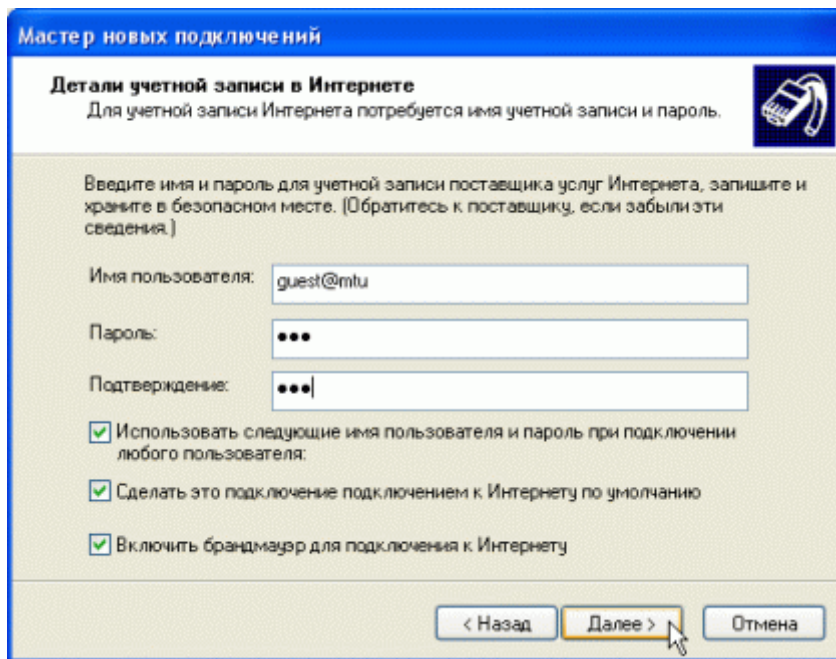 Мастер новых подключений
Детали учетной записи в Интернете
Для учетной записи Интернета потребуется имя учетной записи и пароль.
Введите имя и пароль для учетной записи поставщика услуг Интернета, запишите и
храните в безопасном месте. (Обратитесь к поставщику, если забыли эти
сведения.)
Имя пользователя: guest@mtu
Пароль: •••
Подтверждение: •••
Использовать следующие имя пользователя и пароль при подключении
любого пользователя:
Сделать это подключение подключением к Интернету по умолчанию
Включить брандмауэр для подключения к Интернету
< Назад Далее > Отмена